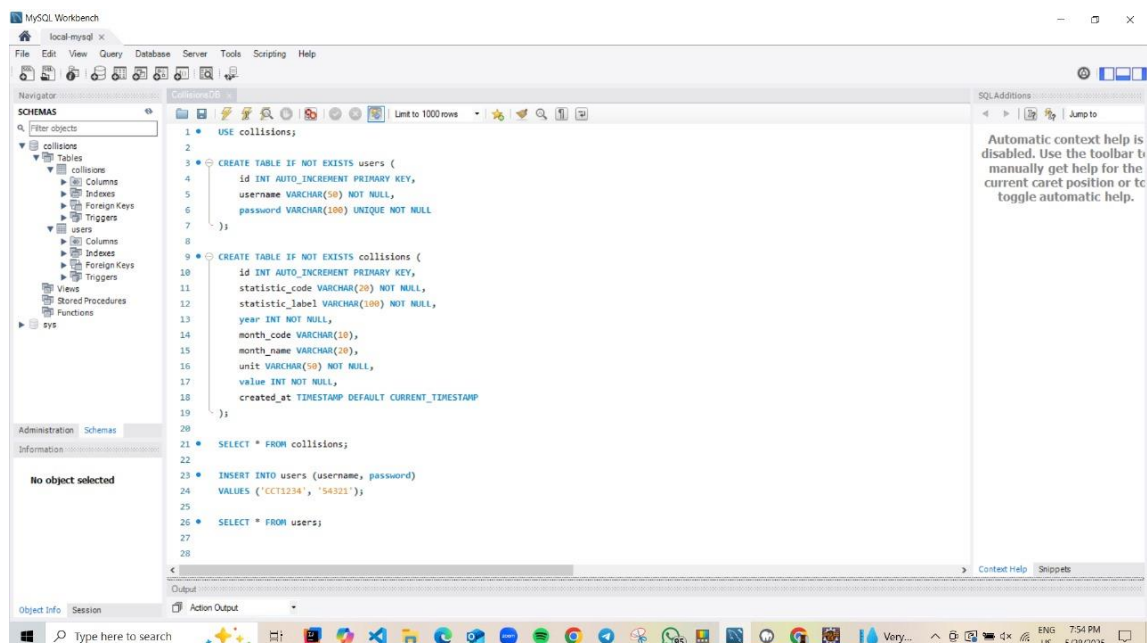 MySQL Workbench
local-mysql ×
File Edit View Query Database Server Tools Scripting Help
Navigator
SCHEMAS
Filter objects
collisions
Tables
collisions
Columns
Indexes
Foreign Keys
Triggers
users
Columns
Indexes
Foreign Keys
Triggers
Views
Stored Procedures
Functions
sys
Administration Schemas
Information
No object selected
Object Info Session
CollisionsDB ×
Limit to 1000 rows
1 USE collisions;
2
3 CREATE TABLE IF NOT EXISTS users (
4 id INT AUTO_INCREMENT PRIMARY KEY,
5 username VARCHAR(50) NOT NULL,
6 password VARCHAR(100) UNIQUE NOT NULL
7 );
8
9 CREATE TABLE IF NOT EXISTS collisions (
10 id INT AUTO_INCREMENT PRIMARY KEY,
11 statistic_code VARCHAR(20) NOT NULL,
12 statistic_label VARCHAR(100) NOT NULL,
13 year INT NOT NULL,
14 month_code VARCHAR(10),
15 month_name VARCHAR(20),
16 unit VARCHAR(50) NOT NULL,
17 value INT NOT NULL,
18 created_at TIMESTAMP DEFAULT CURRENT_TIMESTAMP
19 );
20
21 SELECT * FROM collisions;
22
23 INSERT INTO users (username, password)
24 VALUES ('CCT1234', '54321');
25
26 SELECT * FROM users;
27
28
Output
Action Output
SQL Additions
Jump to
Automatic context help is
disabled. Use the toolbar to
manually get help for the
current caret position or to
toggle automatic help.
Context Help Snippets
Type here to search
Very...
ENG
7:54 PM